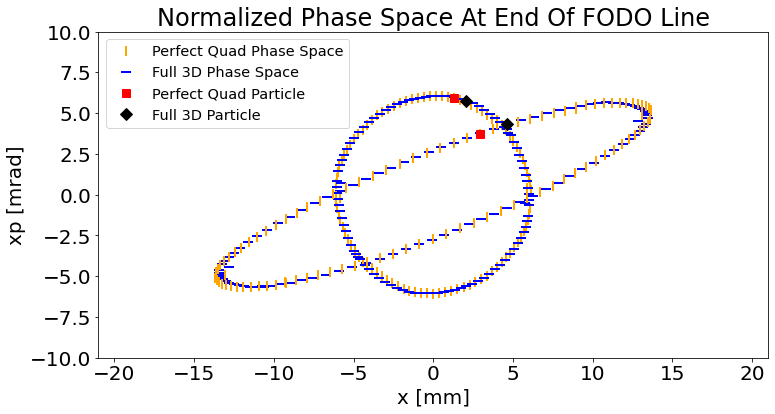 Normalized Phase Space At End Of FODO Line
10.0
7.5
5.0
2.5
0.0
−2.5
−5.0
−7.5
−10.0
xp [mrad]
Perfect Quad Phase Space
Full 3D Phase Space
Perfect Quad Particle
Full 3D Particle
−20 −15 −10 −5 0 5 10 15 20
x [mm]